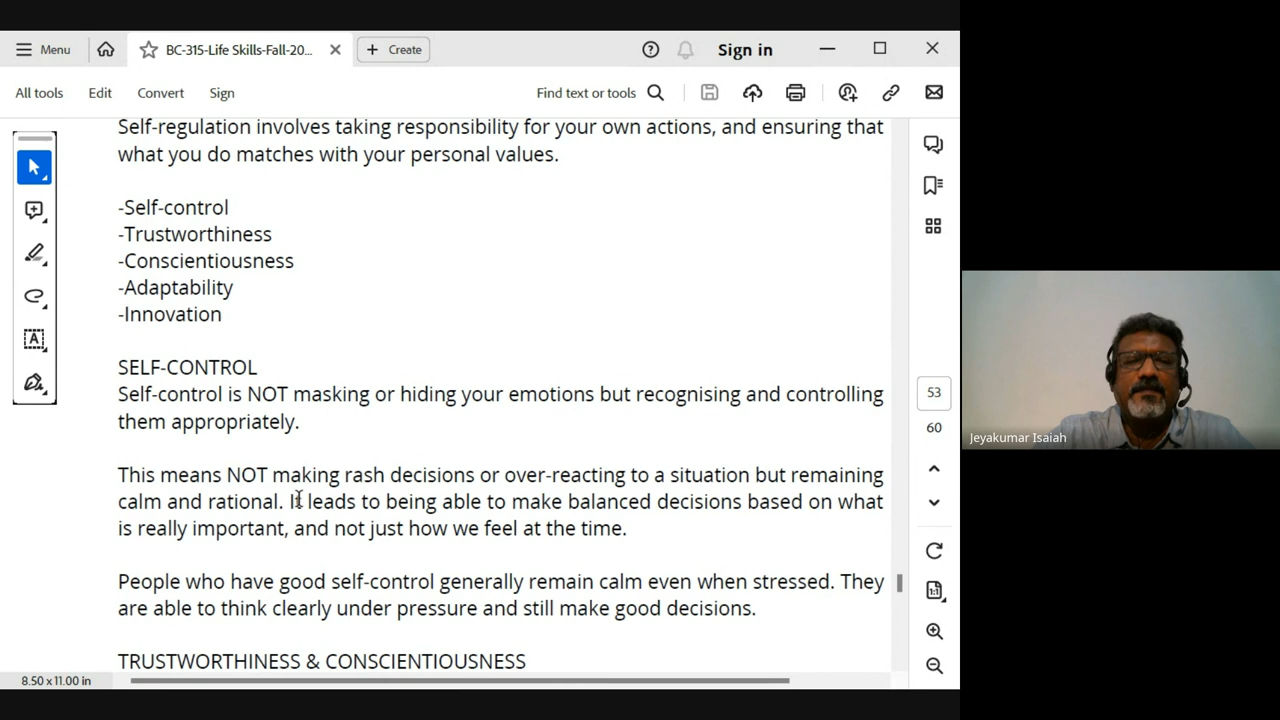 Menu
BC-315-Life Skills-Fall-20...
Create
Sign in
All tools
Edit
Convert
Sign
Find text or tools
Self-regulation involves taking responsibility for your own actions, and ensuring that
what you do matches with your personal values.
-Self-control
-Trustworthiness
-Conscientiousness
-Adaptability
-Innovation
SELF-CONTROL
Self-control is NOT masking or hiding your emotions but recognising and controlling
them appropriately.
This means NOT making rash decisions or over-reacting to a situation but remaining
calm and rational. It leads to being able to make balanced decisions based on what
is really important, and not just how we feel at the time.
People who have good self-control generally remain calm even when stressed. They
are able to think clearly under pressure and still make good decisions.
TRUSTWORTHINESS & CONSCIENTIOUSNESS
8.50 x 11.00 in
53
60
1:1
Jeyakumar Isaiah